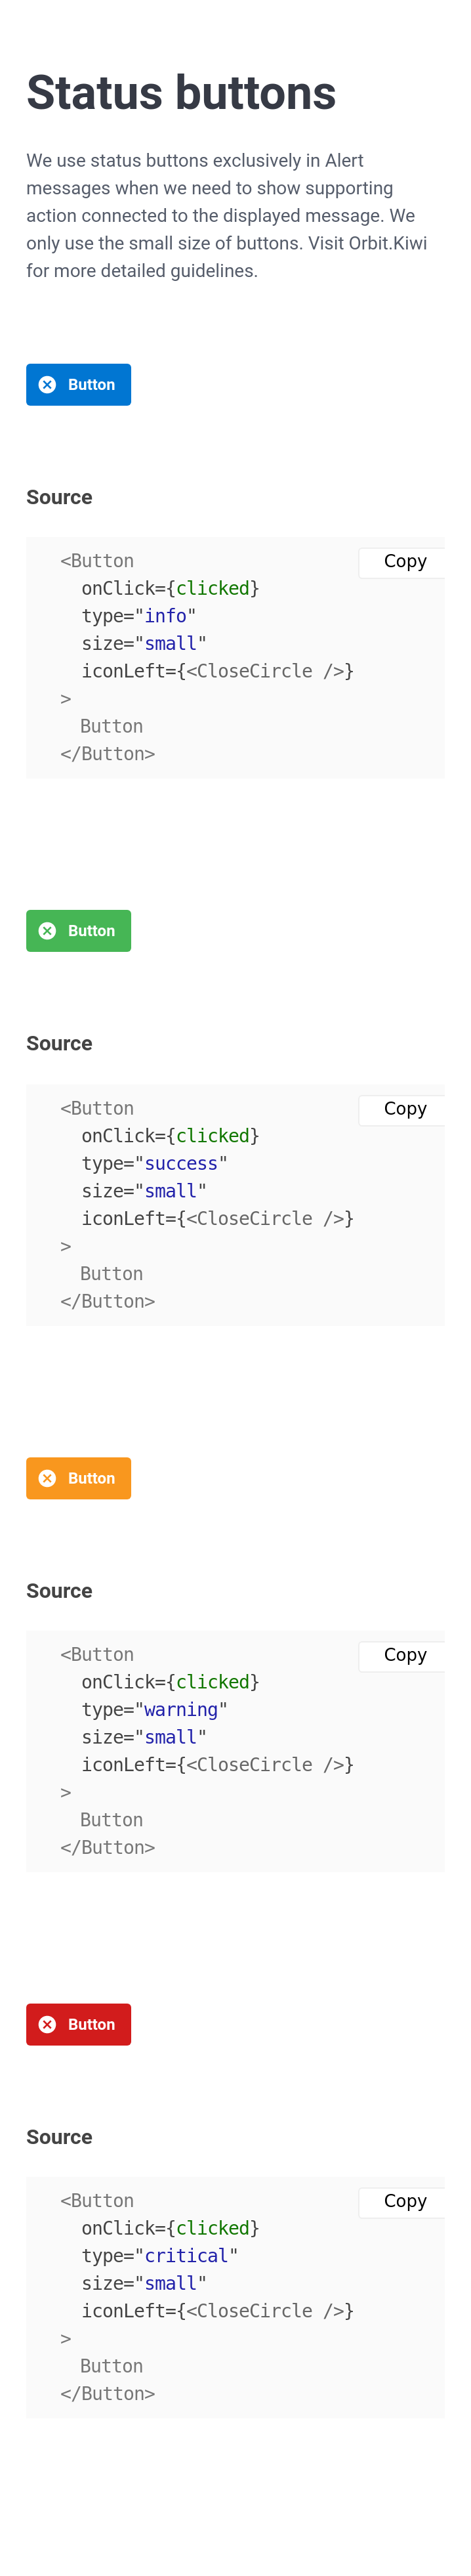 Status buttons
We use status buttons exclusively in Alert
messages when we need to show supporting
action connected to the displayed message. We
only use the small size of buttons. Visit Orbit.Kiwi
for more detailed guidelines.
Button
Source
Copy
<Button
onClick={clicked}
type="info"
size="small"
iconLeft={<CloseCircle />}
>
Button
</Button>
Button
Source
Copy
<Button
onClick={clicked}
type="success"
size="small"
iconLeft={<CloseCircle />}
>
Button
</Button>
Button
Source
Copy
<Button
onClick={clicked}
type="warning"
size="small"
iconLeft={<CloseCircle />}
>
Button
</Button>
Button
Source
Copy
<Button
onClick={clicked}
type="critical"
size="small"
iconLeft={<CloseCircle />}
>
Button
</Button>